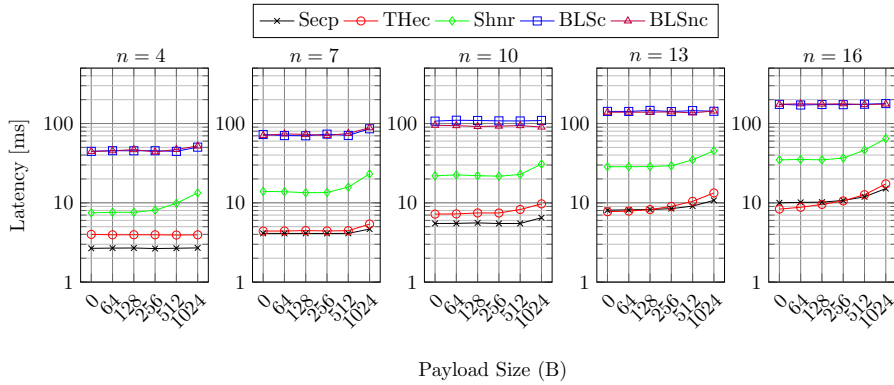 Secp THec Shnr BLSc BLSnc
n = 4 n = 7 n = 10 n = 13 n = 16
Latency [ms]
100 100 100 100 100
10 10 10 10 10
1 1 1 1 1
0 64 128 256 512 1024 0 64 128 256 512 1024 0 64 128 256 512 1024 0 64 128 256 512 1024 0 64 128 256 512 1024
Payload Size (B)